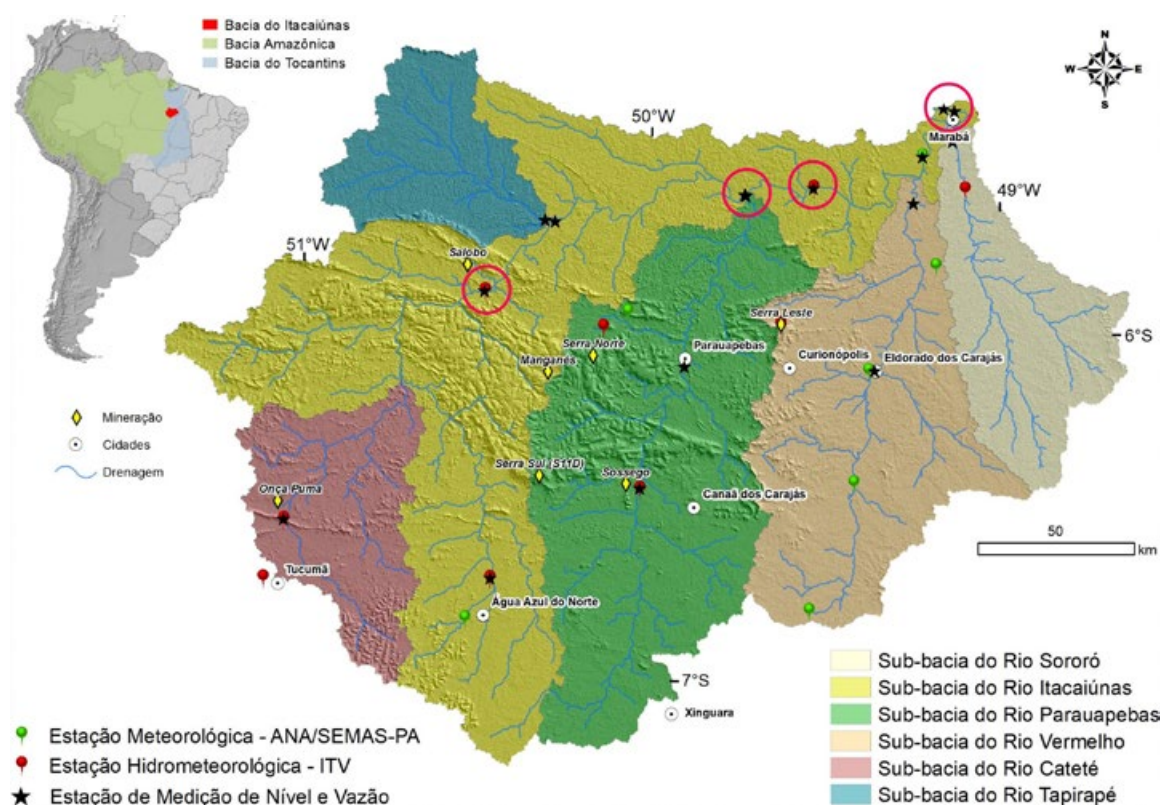 Bacia do Itacaiúnas
Bacia Amazônica
Bacia do Tocantins
N
W E
S
50°W
Marabá
49°W
51°W
Salobo
Serra Leste
6°S
Serra Norte
Parauapebas
Manganês
Curionópolis
Eldorado dos Carajás
Mineração
Cidades
Drenagem
Serra Sul (S11D)
Sossego
Onça Puma
Canaã dos Carajás
50
km
Tucumã
Água Azul do Norte
7°S
Xinguara
Estação Meteorológica - ANA/SEMAS-PA
Estação Hidrometeorológica - ITV
Estação de Medição de Nível e Vazão
Sub-bacia do Rio Sororó
Sub-bacia do Rio Itacaiúnas
Sub-bacia do Rio Parauapebas
Sub-bacia do Rio Vermelho
Sub-bacia do Rio Cateté
Sub-bacia do Rio Tapirapé